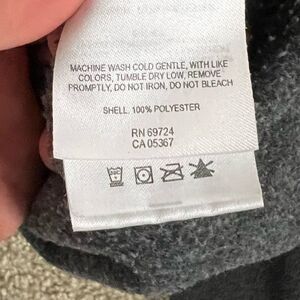 MACHINE WASH COLD GENTLE, WITH LIKE
COLORS, TUMBLE DRY LOW, REMOVE
PROMPTLY, DO NOT IRON, DO NOT BLEACH
SHELL: 100% POLYESTER
RN 69724
CA 05367